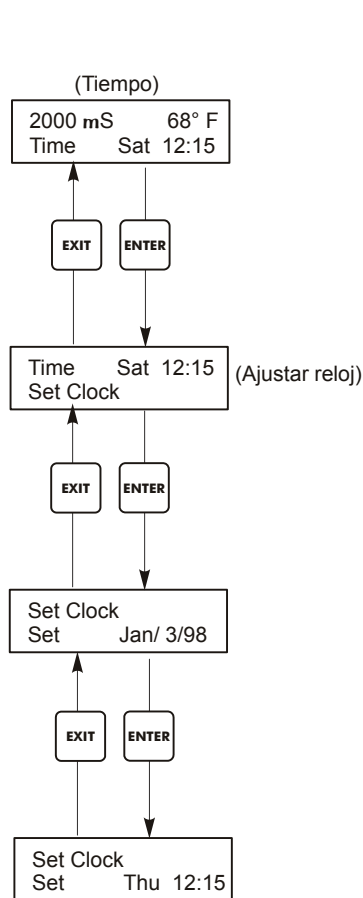 (Tiempo)
2000 mS 68° F
Time Sat 12:15
EXIT ENTER
Time Sat 12:15
Set Clock
(Ajustar reloj)
EXIT ENTER
Set Clock
Set Jan/ 3/98
EXIT ENTER
Set Clock
Set Thu 12:15